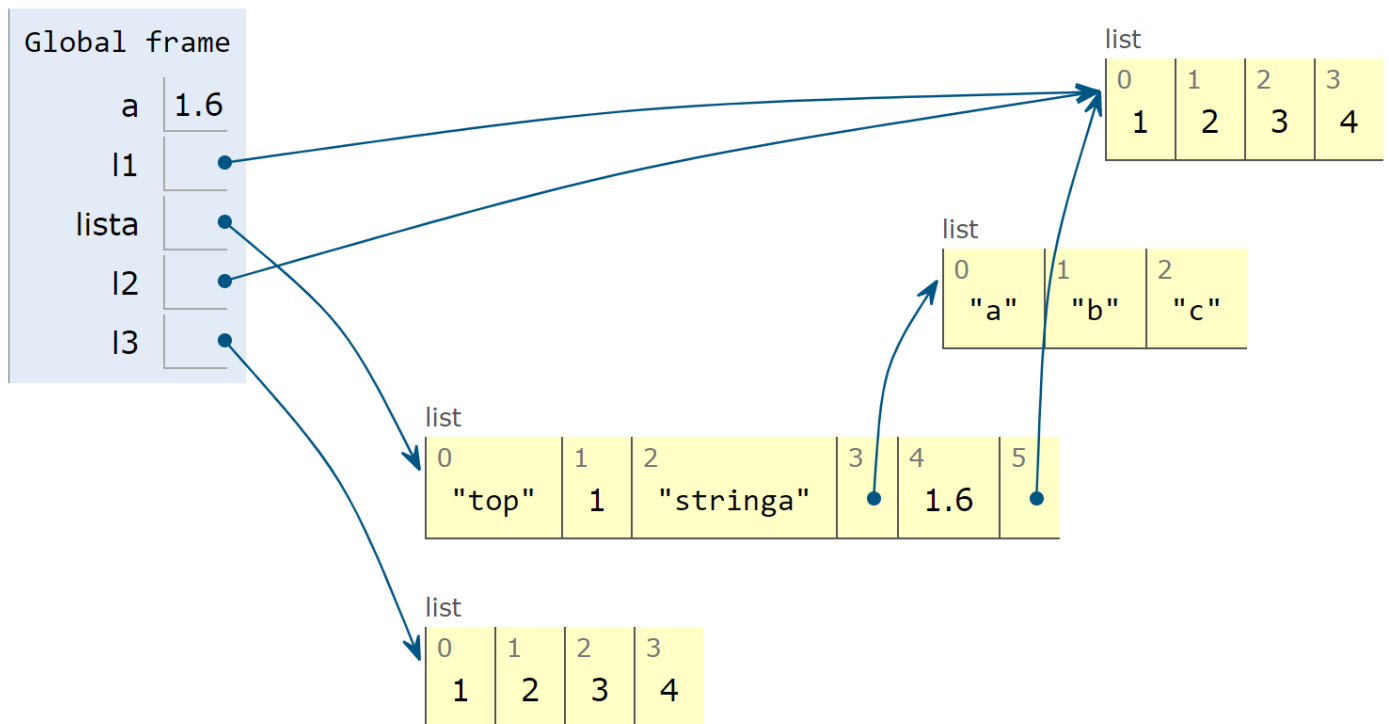 Global frame
a 1.6
l1
lista
l2
l3
list
0 1 2 3
1 2 3 4
list
0 1 2
"a" "b" "c"
list
0 1 2 3 4 5
"top" 1 "stringa" 1.6
list
0 1 2 3
1 2 3 4